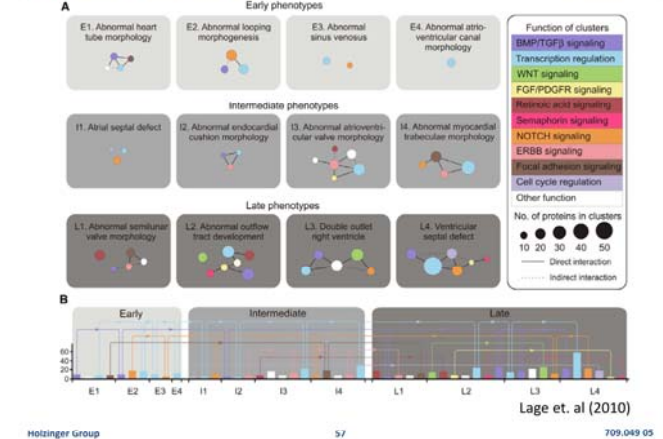 A
Early phenotypes
E1. Abnormal heart
tube morphology
E2. Abnormal looping
morphogenesis
E3. Abnormal
sinus venosus
E4. Abnormal atrio-
ventricular canal
morphology
Intermediate phenotypes
I1. Atrial septal defect
I2. Abnormal endocardial
cushion morphology
I3. Abnormal atrioventri-
cular valve morphology
I4. Abnormal myocardial
trabeculae morphology
Late phenotypes
L1. Abnormal semilunar
valve morphology
L2. Abnormal outflow
tract development
L3. Double outlet
right ventricle
L4. Ventricular
septal defect
Function of clusters
BMP/TGFβ signaling
Transcription regulation
WNT signaling
FGF/PDGFR signaling
Retinoic acid signaling
Semaphorin signaling
NOTCH signaling
ERBB signaling
Focal adhesion signaling
Cell cycle regulation
Other function
No. of proteins in clusters
10 20 30 40 50
Direct interaction
Indirect interaction
B
Early
Intermediate
Late
60
40
20
0
E1 E2 E3 E4 I1 I2 I3 I4 L1 L2 L3 L4
Lage et. al (2010)
Holzinger Group
57
709.049 05